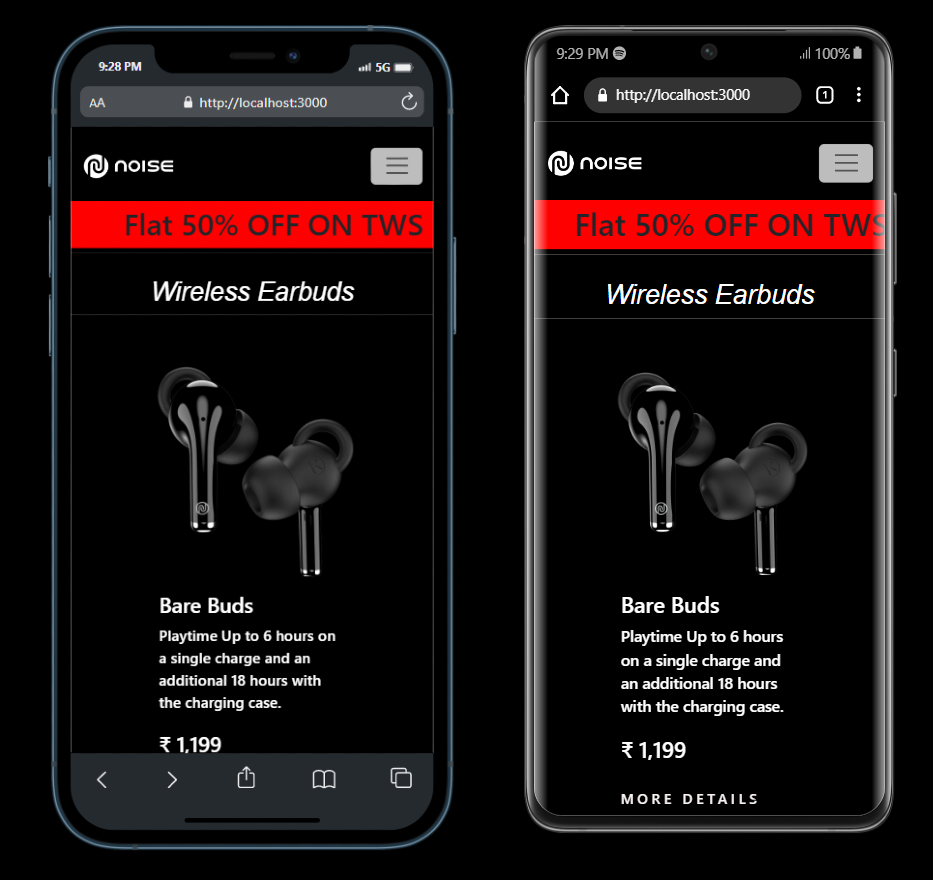 9:28 PM
5G
AA
http://localhost:3000
noise
Flat 50% OFF ON TWS
Wireless Earbuds
Bare Buds
Playtime Up to 6 hours on
a single charge and an
additional 18 hours with
the charging case.
₹ 1,199
9:29 PM
100%
http://localhost:3000
1
noise
Flat 50% OFF ON TWS
Wireless Earbuds
Bare Buds
Playtime Up to 6 hours
on a single charge and
an additional 18 hours
with the charging case.
₹ 1,199
MORE DETAILS